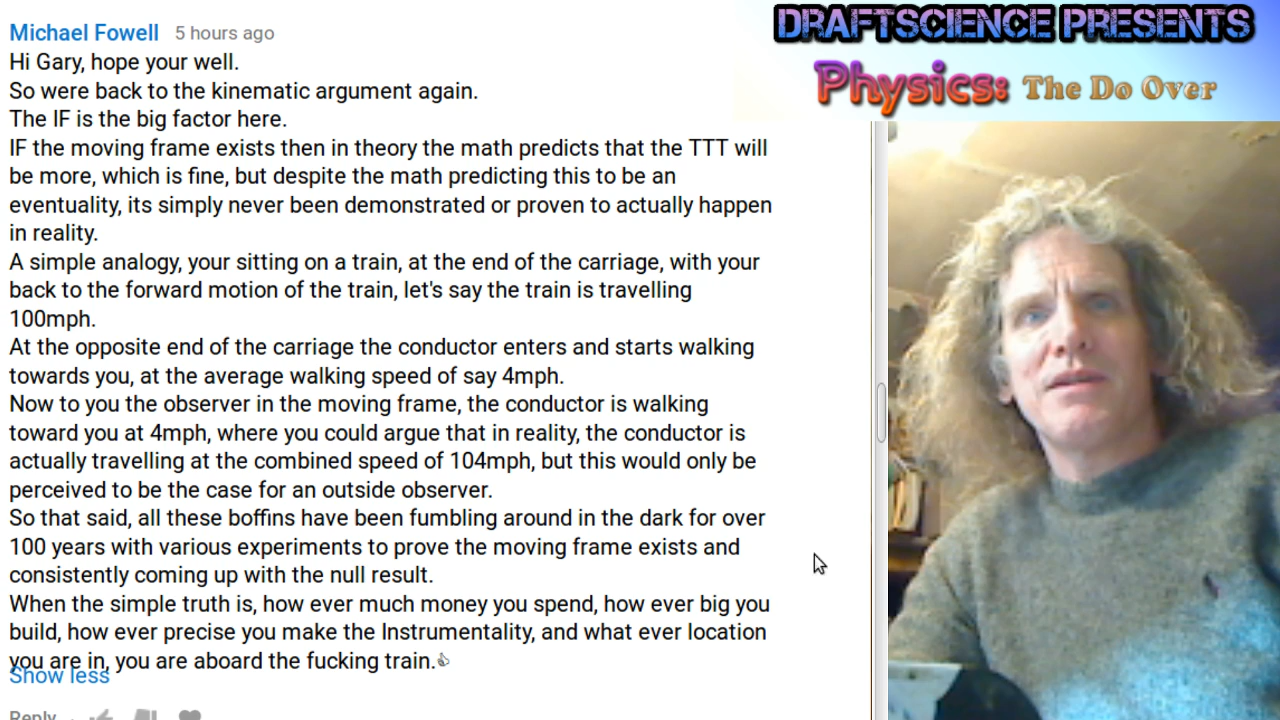 DRAFTSCIENCE PRESENTS
Physics: The Do Over
Michael Fowell 5 hours ago
Hi Gary, hope your well.
So were back to the kinematic argument again.
The IF is the big factor here.
IF the moving frame exists then in theory the math predicts that the TTT will
be more, which is fine, but despite the math predicting this to be an
eventuality, its simply never been demonstrated or proven to actually happen
in reality.
A simple analogy, your sitting on a train, at the end of the carriage, with your
back to the forward motion of the train, let's say the train is travelling
100mph.
At the opposite end of the carriage the conductor enters and starts walking
towards you, at the average walking speed of say 4mph.
Now to you the observer in the moving frame, the conductor is walking
toward you at 4mph, where you could argue that in reality, the conductor is
actually travelling at the combined speed of 104mph, but this would only be
perceived to be the case for an outside observer.
So that said, all these boffins have been fumbling around in the dark for over
100 years with various experiments to prove the moving frame exists and
consistently coming up with the null result.
When the simple truth is, how ever much money you spend, how ever big you
build, how ever precise you make the Instrumentality, and what ever location
you are in, you are aboard the fucking train.👍
Show less
Reply